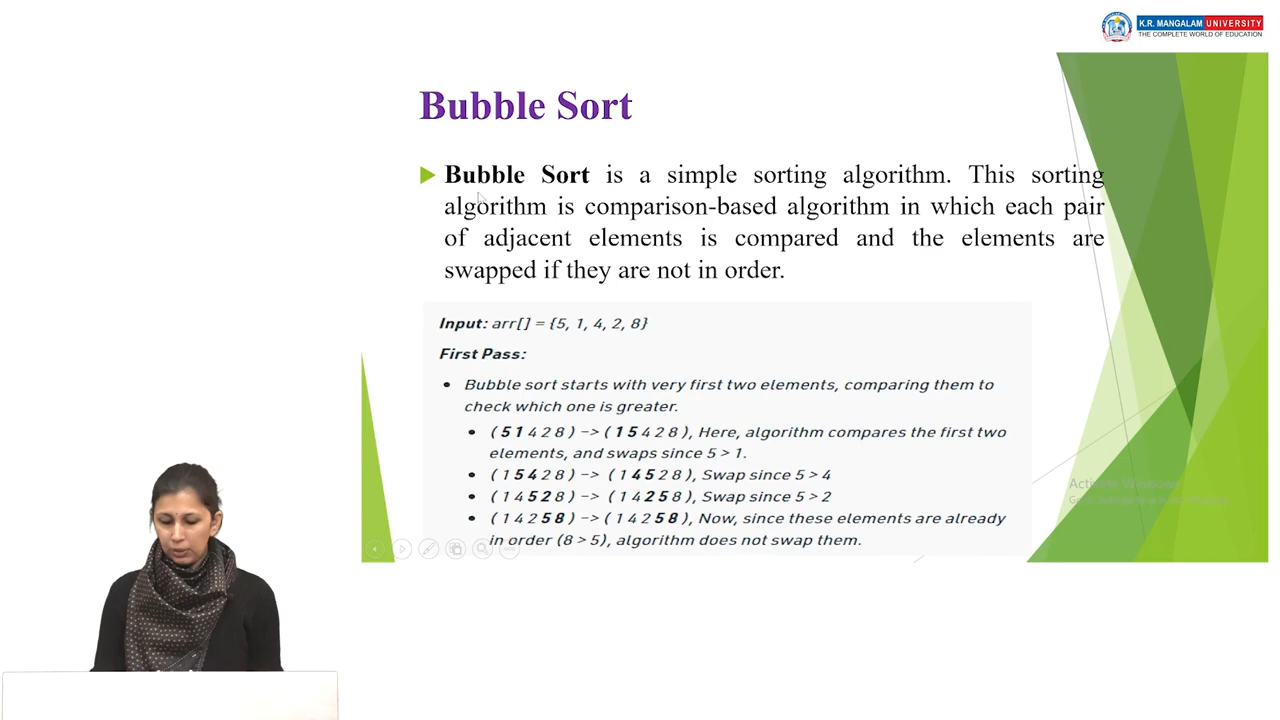 K.R. MANGALAM UNIVERSITY
THE COMPLETE WORLD OF EDUCATION
Bubble Sort
Bubble Sort is a simple sorting algorithm. This sorting
algorithm is comparison-based algorithm in which each pair
of adjacent elements is compared and the elements are
swapped if they are not in order.
Input: arr[] = {5, 1, 4, 2, 8}
First Pass:
• Bubble sort starts with very first two elements, comparing them to
check which one is greater.
• ( 5 1 4 2 8 ) –> ( 1 5 4 2 8 ), Here, algorithm compares the first two
elements, and swaps since 5 > 1.
• ( 1 5 4 2 8 ) –> ( 1 4 5 2 8 ), Swap since 5 > 4
• ( 1 4 5 2 8 ) –> ( 1 4 2 5 8 ), Swap since 5 > 2
• ( 1 4 2 5 8 ) –> ( 1 4 2 5 8 ), Now, since these elements are already
in order (8 > 5), algorithm does not swap them.
Activate Windows